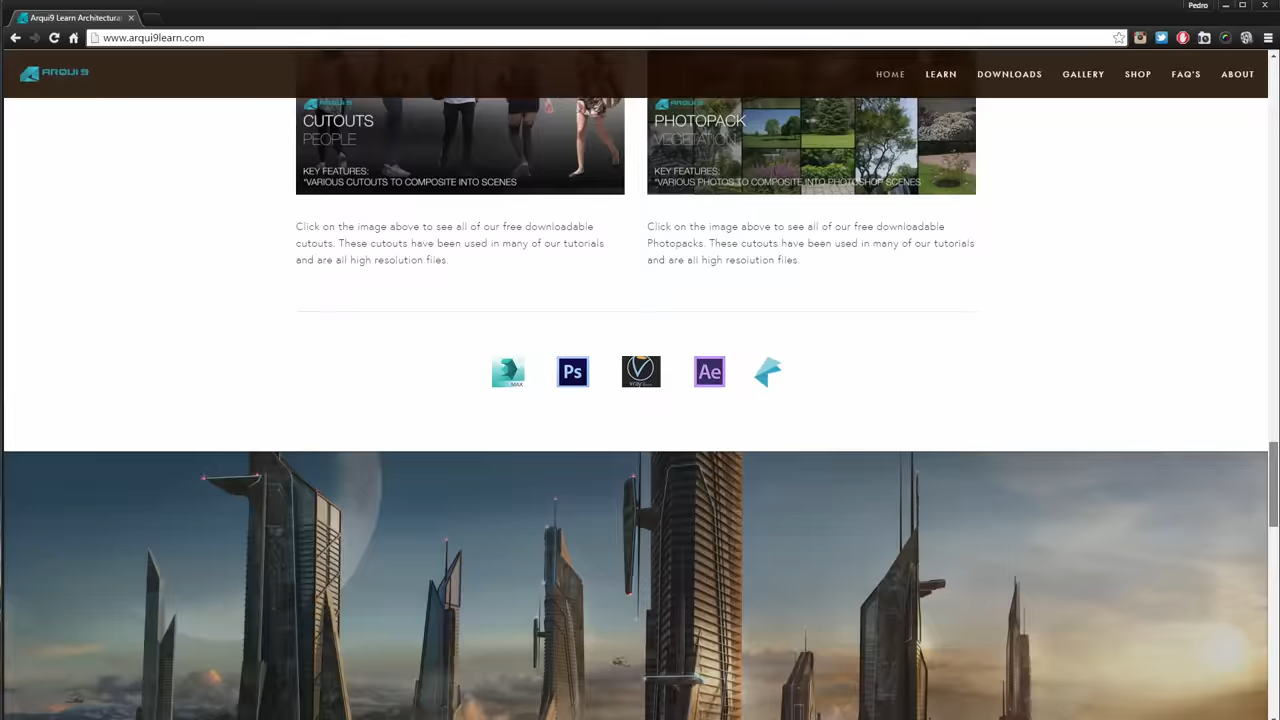 Pedro
Arqui9 Learn Architectura
www.arqui9learn.com
ARQUI9
HOME LEARN DOWNLOADS GALLERY SHOP FAQ'S ABOUT
ARQUI9
CUTOUTS
PEOPLE
KEY FEATURES:
*VARIOUS CUTOUTS TO COMPOSITE INTO SCENES
ARQUI9
PHOTOPACK
VEGETATION
KEY FEATURES:
*VARIOUS PHOTOS TO COMPOSITE INTO PHOTOSHOP SCENES
Click on the image above to see all of our free downloadable
cutouts. These cutouts have been used in many of our tutorials
and are all high resolution files.
Click on the image above to see all of our free downloadable
Photopacks. These cutouts have been used in many of our tutorials
and are all high resolution files.
MAX
Ps
vray
Ae